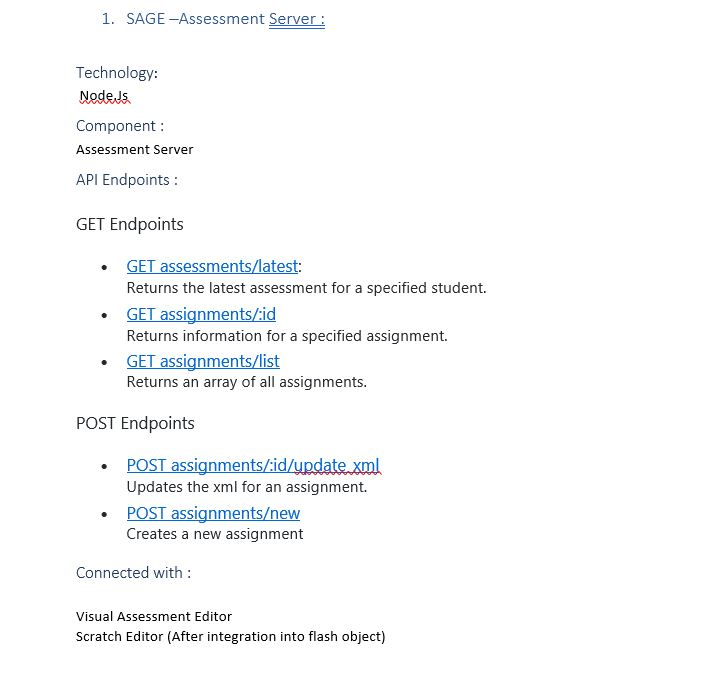 1. SAGE –Assessment Server :
Technology:
Node.Js
Component :
Assessment Server
API Endpoints :
GET Endpoints
• GET assessments/latest:
Returns the latest assessment for a specified student.
• GET assignments/:id
Returns information for a specified assignment.
• GET assignments/list
Returns an array of all assignments.
POST Endpoints
• POST assignments/:id/update_xml
Updates the xml for an assignment.
• POST assignments/new
Creates a new assignment
Connected with :
Visual Assessment Editor
Scratch Editor (After integration into flash object)